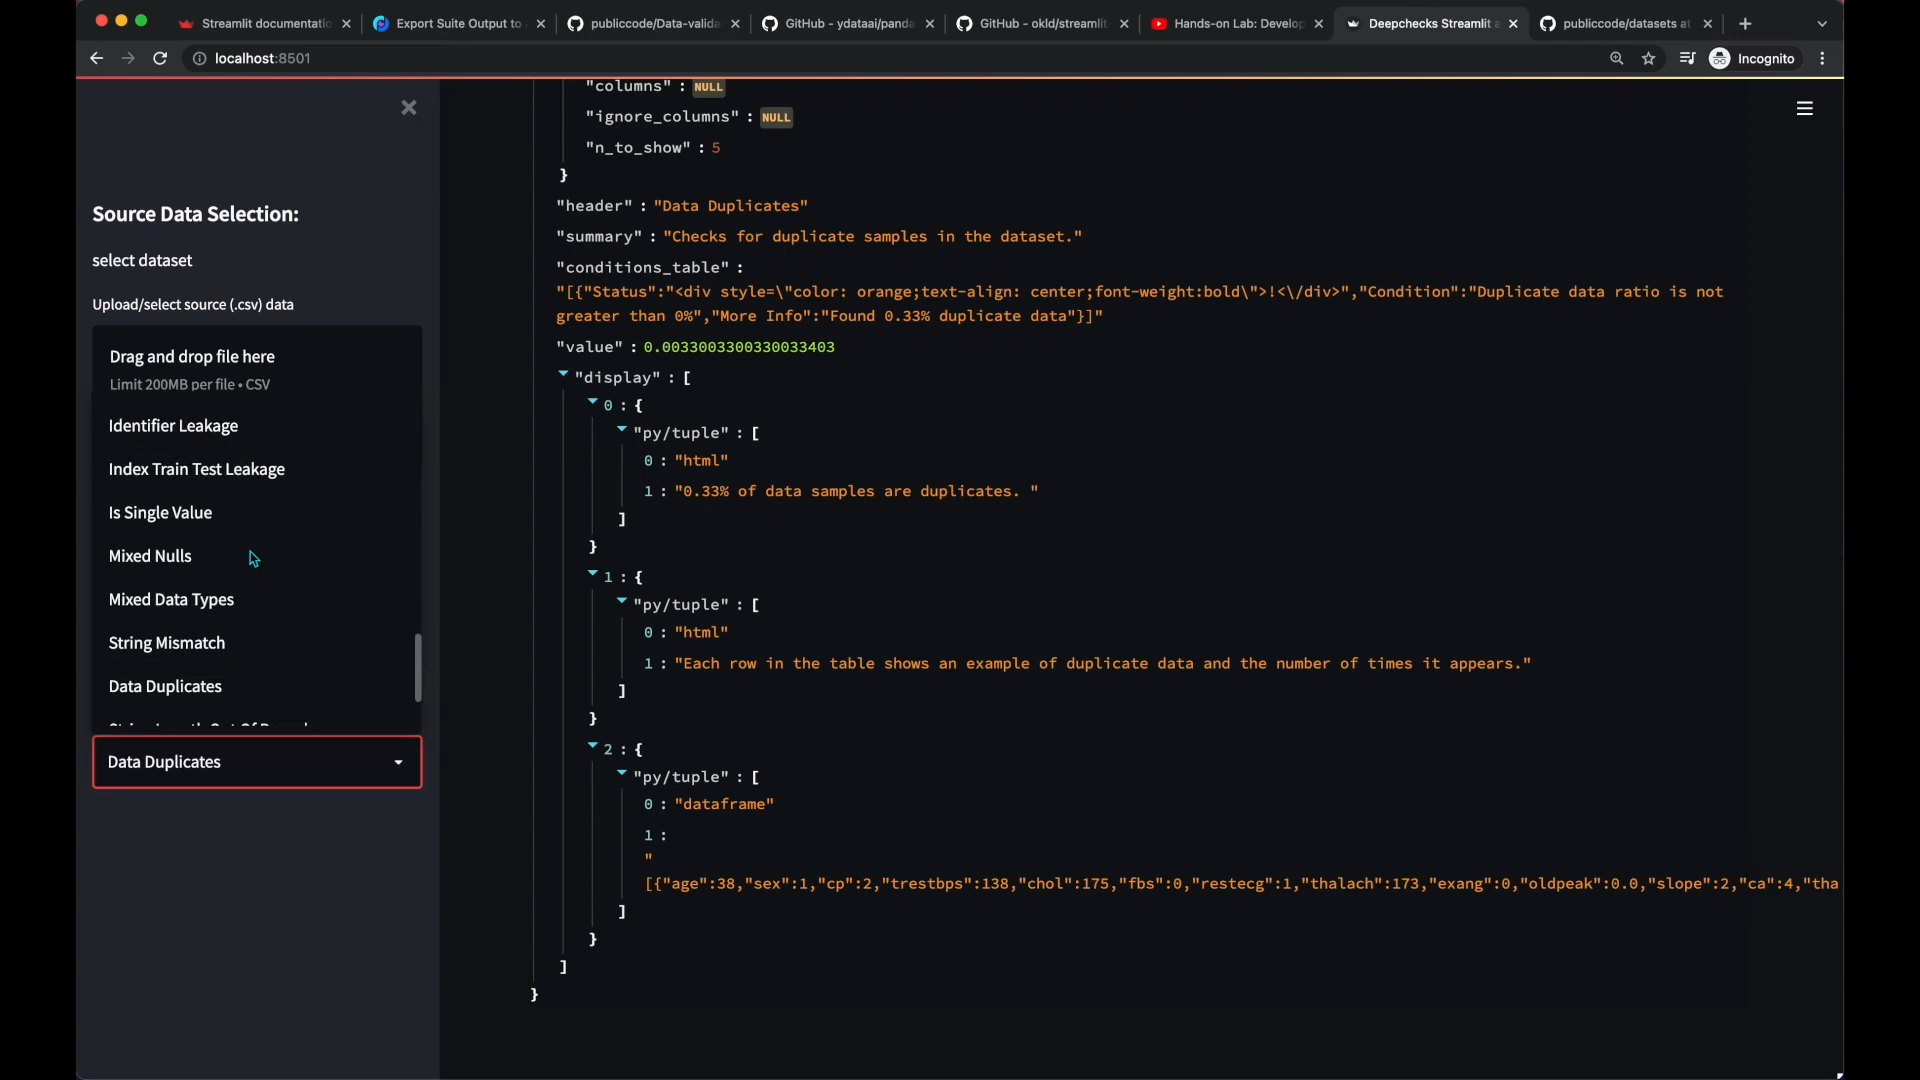 Streamlit documentatio
Export Suite Output to
publiccode/Data-valida
GitHub - ydataai/panda
GitHub - okld/streamlit-
Hands-on Lab: Develop
Deepchecks Streamlit a
publiccode/datasets at
localhost:8501
Incognito
Source Data Selection:
select dataset
Upload/select source (.csv) data
Drag and drop file here
Limit 200MB per file • CSV
Identifier Leakage
Index Train Test Leakage
Is Single Value
Mixed Nulls
Mixed Data Types
String Mismatch
Data Duplicates
Data Duplicates
"columns" : NULL
"ignore_columns" : NULL
"n_to_show" : 5
}
"header" : "Data Duplicates"
"summary" : "Checks for duplicate samples in the dataset."
"conditions_table" :
"[{"Status":"<div style=\"color: orange;text-align: center;font-weight:bold\">!<\/div>","Condition":"Duplicate data ratio is not
greater than 0%","More Info":"Found 0.33% duplicate data"}]"
"value" : 0.0033003300330033403
"display" : [
0 : {
"py/tuple" : [
0 : "html"
1 : "0.33% of data samples are duplicates. "
]
}
1 : {
"py/tuple" : [
0 : "html"
1 : "Each row in the table shows an example of duplicate data and the number of times it appears."
]
}
2 : {
"py/tuple" : [
0 : "dataframe"
1 :
"
[{"age":38,"sex":1,"cp":2,"trestbps":138,"chol":175,"fbs":0,"restecg":1,"thalach":173,"exang":0,"oldpeak":0.0,"slope":2,"ca":4,"tha
]
}
]
}